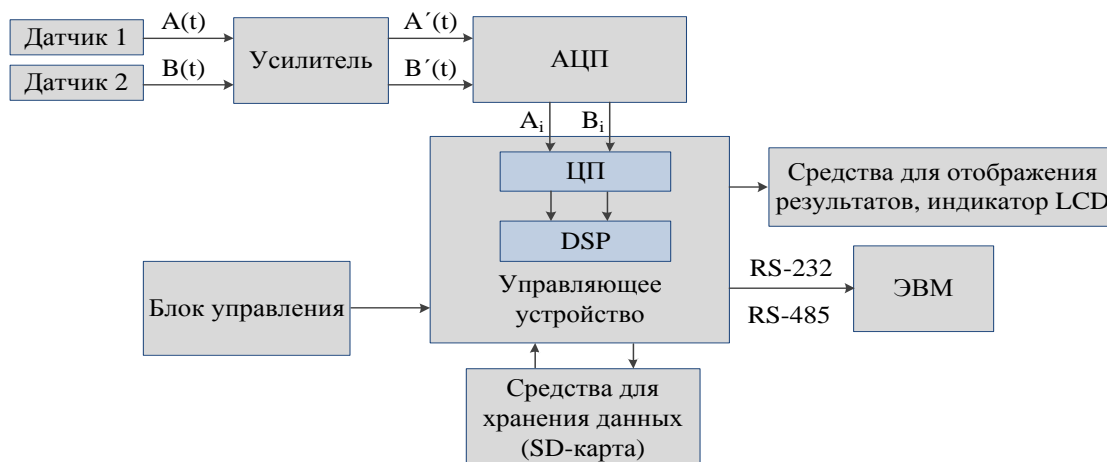 Датчик 1
A(t)
Датчик 2
B(t)
Усилитель
A´(t)
B´(t)
АЦП
Ai
Bi
ЦП
DSP
Управляющее
устройство
Средства для отображения
результатов, индикатор LCD
RS-232
RS-485
ЭВМ
Блок управления
Средства для
хранения данных
(SD-карта)